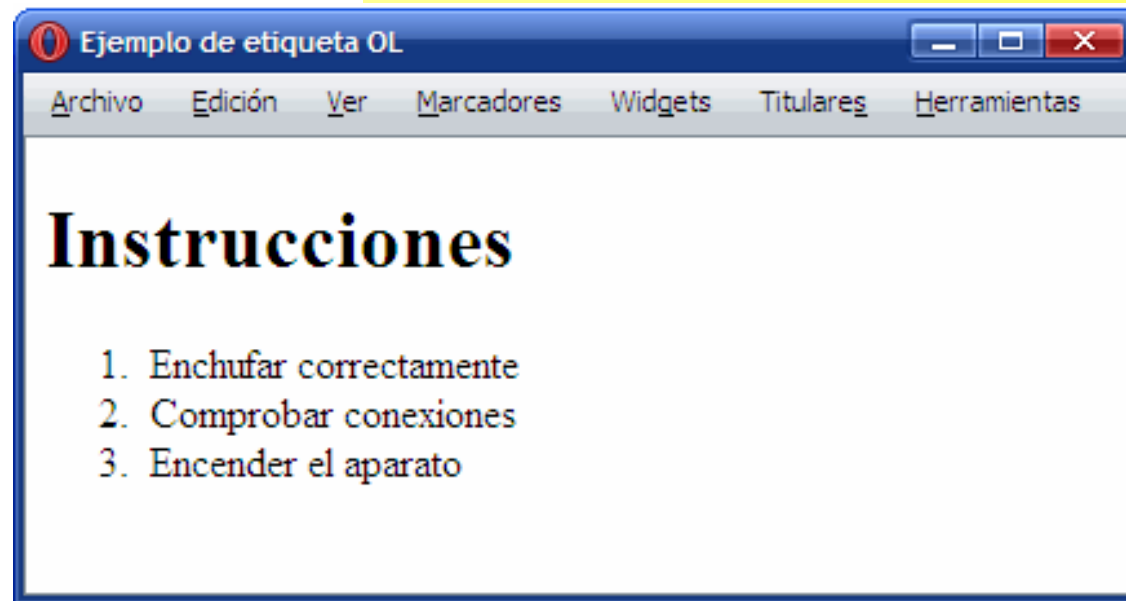 Ejemplo de etiqueta OL
Archivo Edición Ver Marcadores Widgets Titulares Herramientas
Instrucciones
1. Enchufar correctamente
2. Comprobar conexiones
3. Encender el aparato